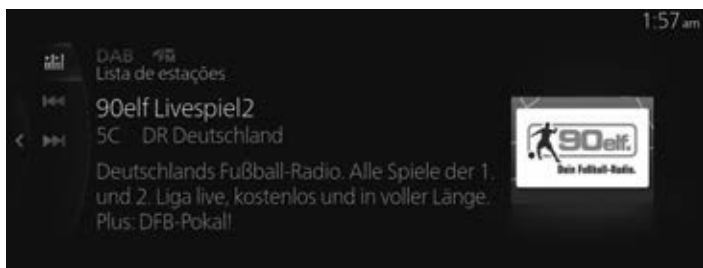 1:57 am
DAB FM
Lista de estações
90elf Livespiel2
5C DR Deutschland
Deutschlands Fußball-Radio. Alle Spiele der 1.
und 2. Liga live, kostenlos und in voller Länge.
Plus: DFB-Pokal!
90elf.
Dein Fußball-Radio.